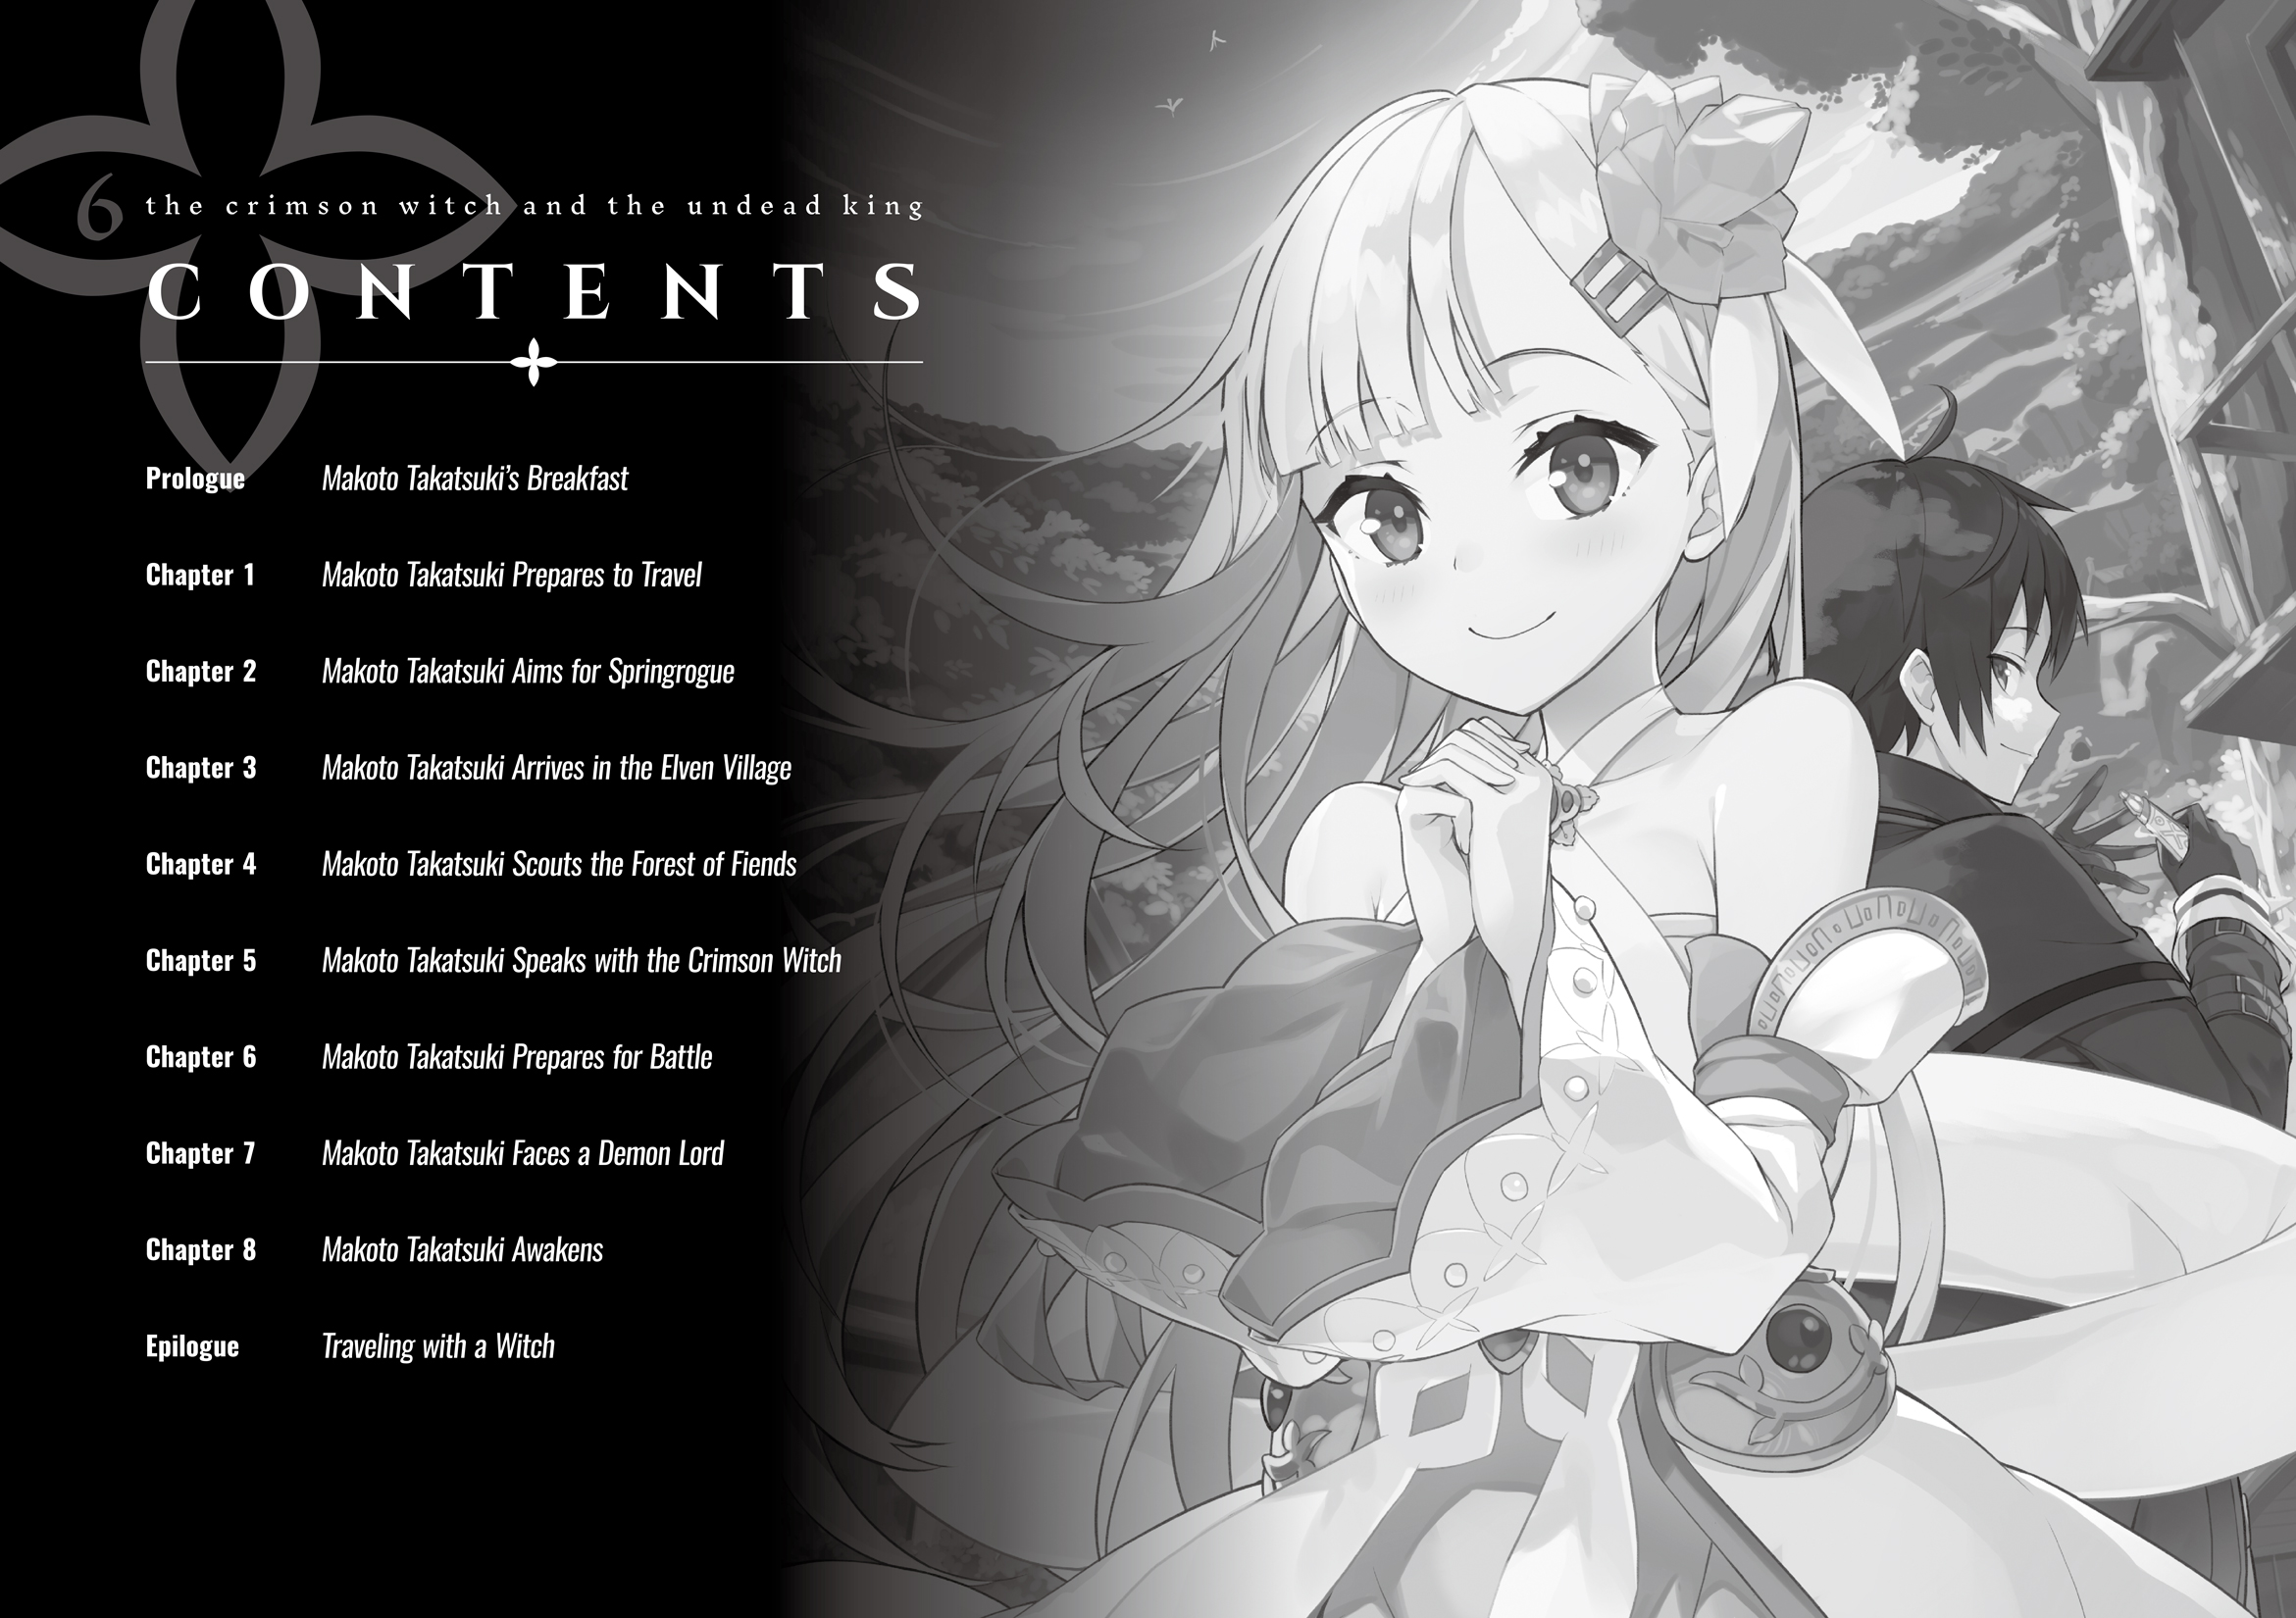 6 the crimson witch and the undead king
CONTENTS
Prologue Makoto Takatsuki's Breakfast
Chapter 1 Makoto Takatsuki Prepares to Travel
Chapter 2 Makoto Takatsuki Aims for Springrogue
Chapter 3 Makoto Takatsuki Arrives in the Elven Village
Chapter 4 Makoto Takatsuki Scouts the Forest of Fiends
Chapter 5 Makoto Takatsuki Speaks with the Crimson Witch
Chapter 6 Makoto Takatsuki Prepares for Battle
Chapter 7 Makoto Takatsuki Faces a Demon Lord
Chapter 8 Makoto Takatsuki Awakens
Epilogue Traveling with a Witch